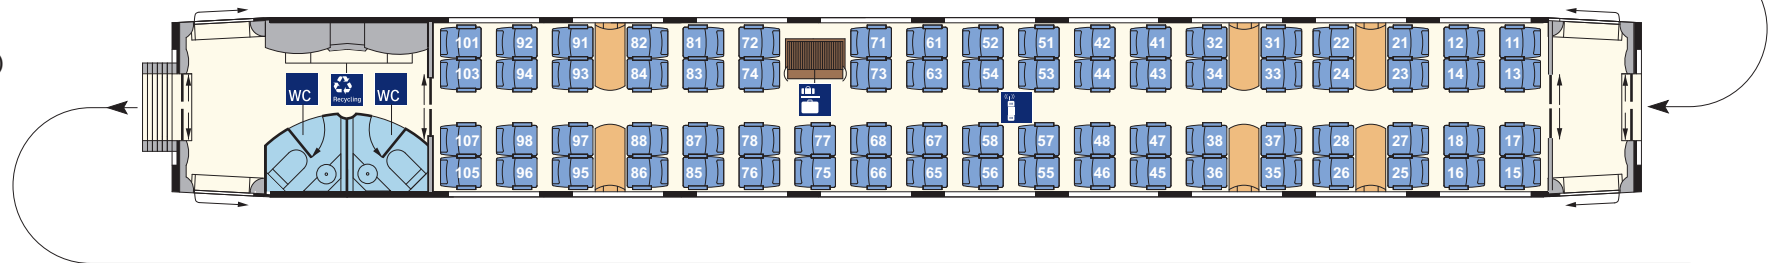 101 92 91 82 81 72 71 61 52 51 42 41 32 31 22 21 12 11
103 94 93 84 83 74 73 63 54 53 44 43 34 33 24 23 14 13
WC Recycling WC
107 98 97 88 87 78 77 68 67 58 57 48 47 38 37 28 27 18 17
105 96 95 86 85 76 75 66 65 56 55 46 45 36 35 26 25 16 15